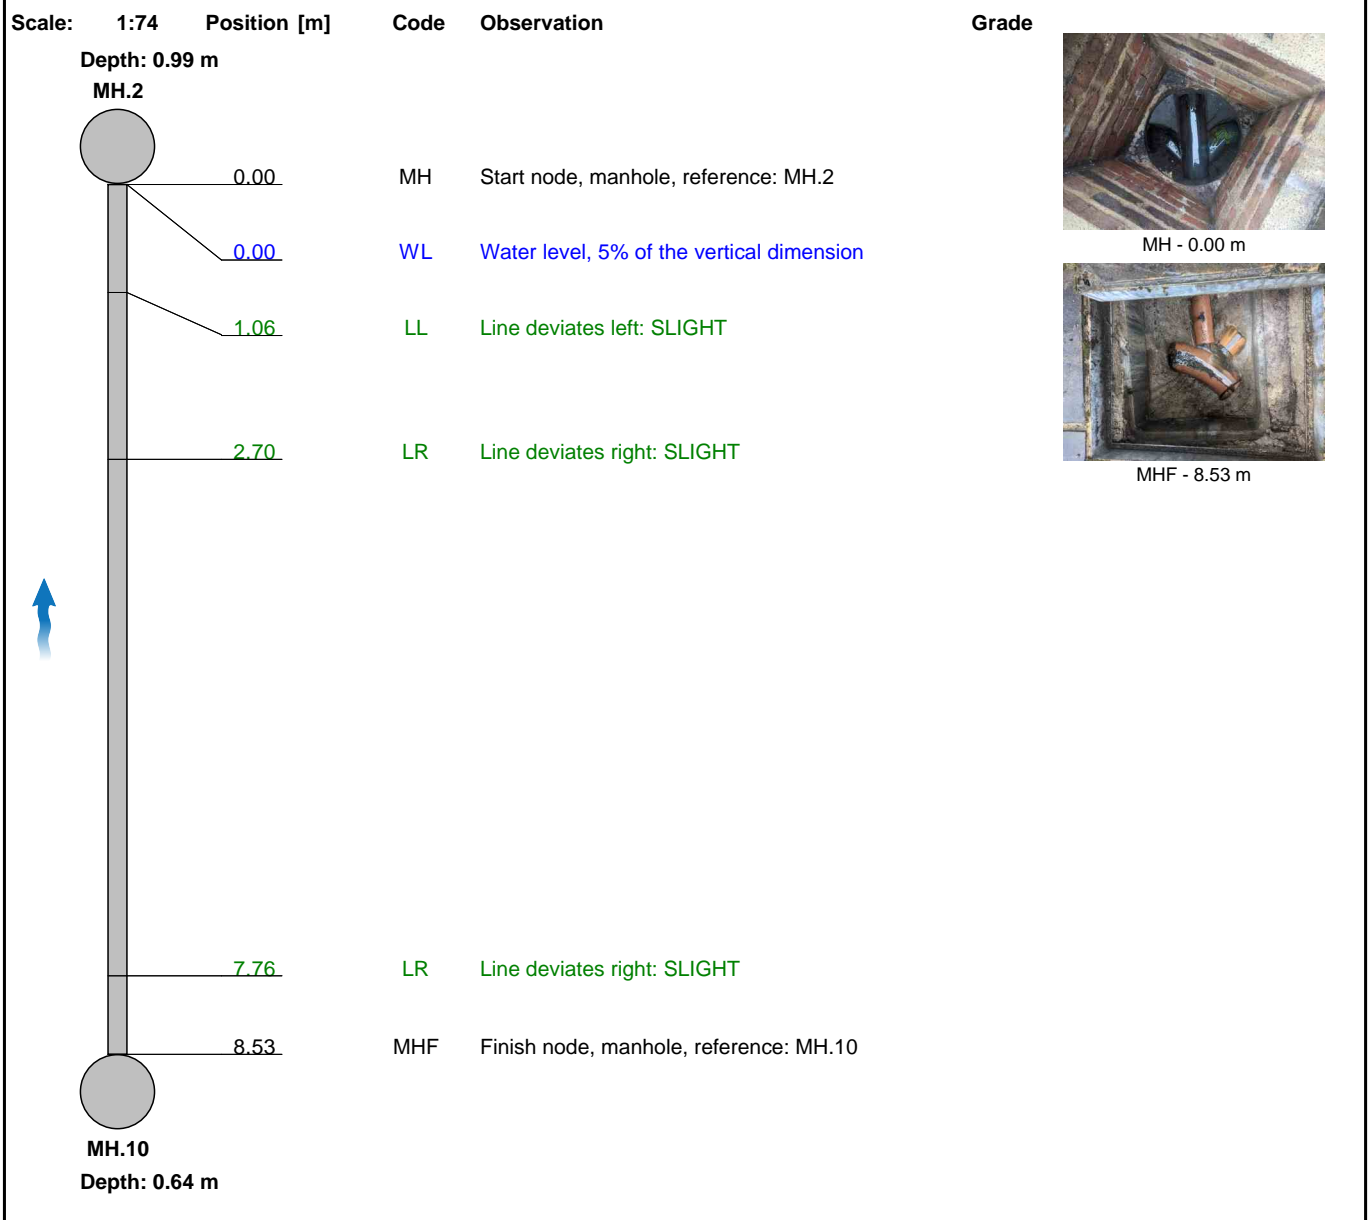 Scale: 1:74 Position [m] Code Observation Grade
Depth: 0.99 m
MH.2
0.00 MH Start node, manhole, reference: MH.2
0.00 WL Water level, 5% of the vertical dimension
MH - 0.00 m
1.06 LL Line deviates left: SLIGHT
2.70 LR Line deviates right: SLIGHT
MHF - 8.53 m
7.76 LR Line deviates right: SLIGHT
8.53 MHF Finish node, manhole, reference: MH.10
MH.10
Depth: 0.64 m